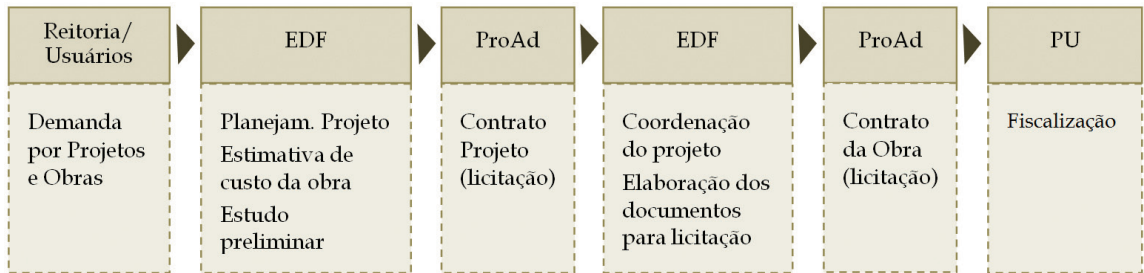 Reitoria/
Usuários
EDF
ProAd
EDF
ProAd
PU
Demanda
por Projetos
e Obras
Planejam. Projeto
Estimativa de
custo da obra
Estudo
preliminar
Contrato
Projeto
(licitação)
Coordenação
do projeto
Elaboração dos
documentos
para licitação
Contrato
da Obra
(licitação)
Fiscalização